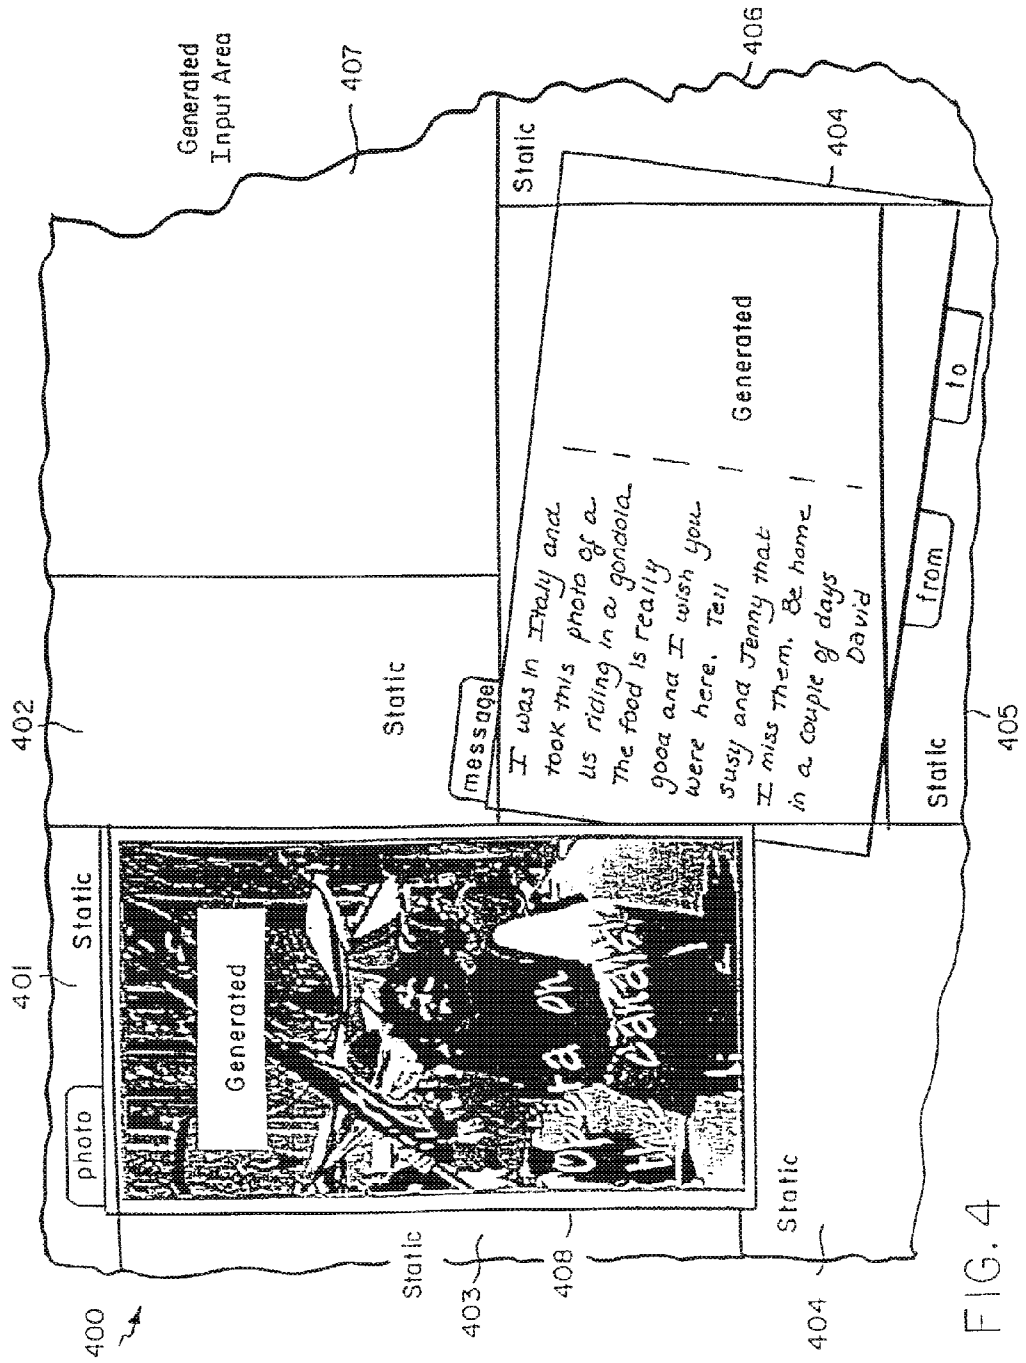 401
402
400
photo
Static
Generated
Input Area
Generated
407
Static
Static
message
403
408
Static
I was in Italy and
took this photo of a
us riding in a gondola
The food is really
good and I wish you
were here. Tell
Susy and Jenny that
I miss them. Be home
in a couple of days
David
Generated
406
404
Static
404
Static
from
to
405
FIG. 4